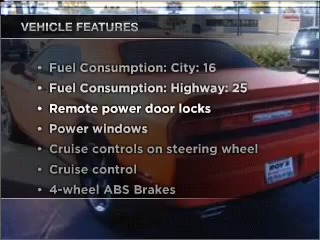 VEHICLE FEATURES
• Fuel Consumption: City: 16
• Fuel Consumption: Highway: 25
• Remote power door locks
• Power windows
• Cruise controls on steering wheel
• Cruise control
• 4-wheel ABS Brakes
ROY'S